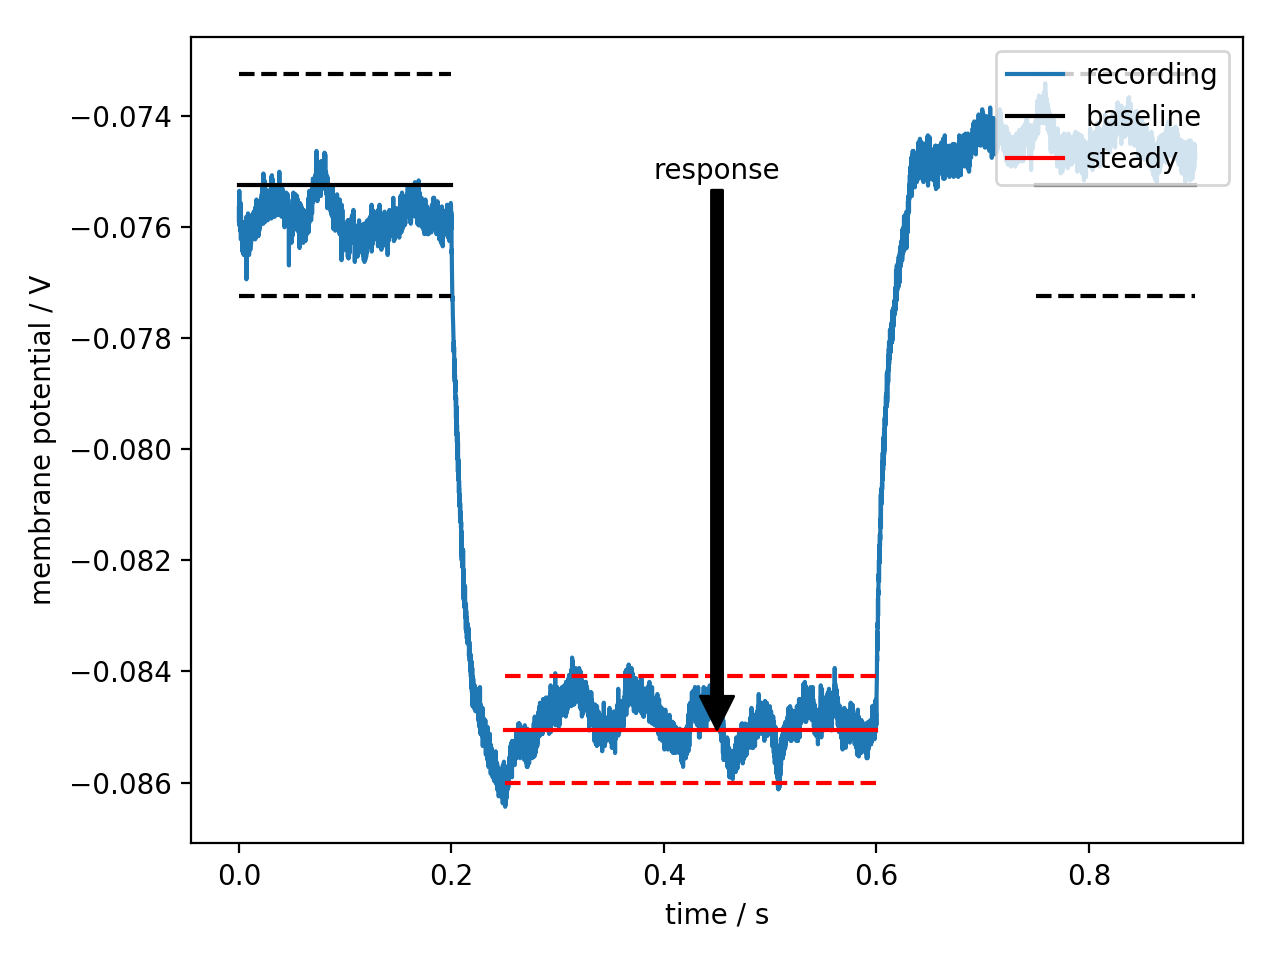 recording
baseline
steady
response
−0.074
−0.076
−0.078
−0.080
−0.082
−0.084
−0.086
membrane potential / V
0.0 0.2 0.4 0.6 0.8
time / s